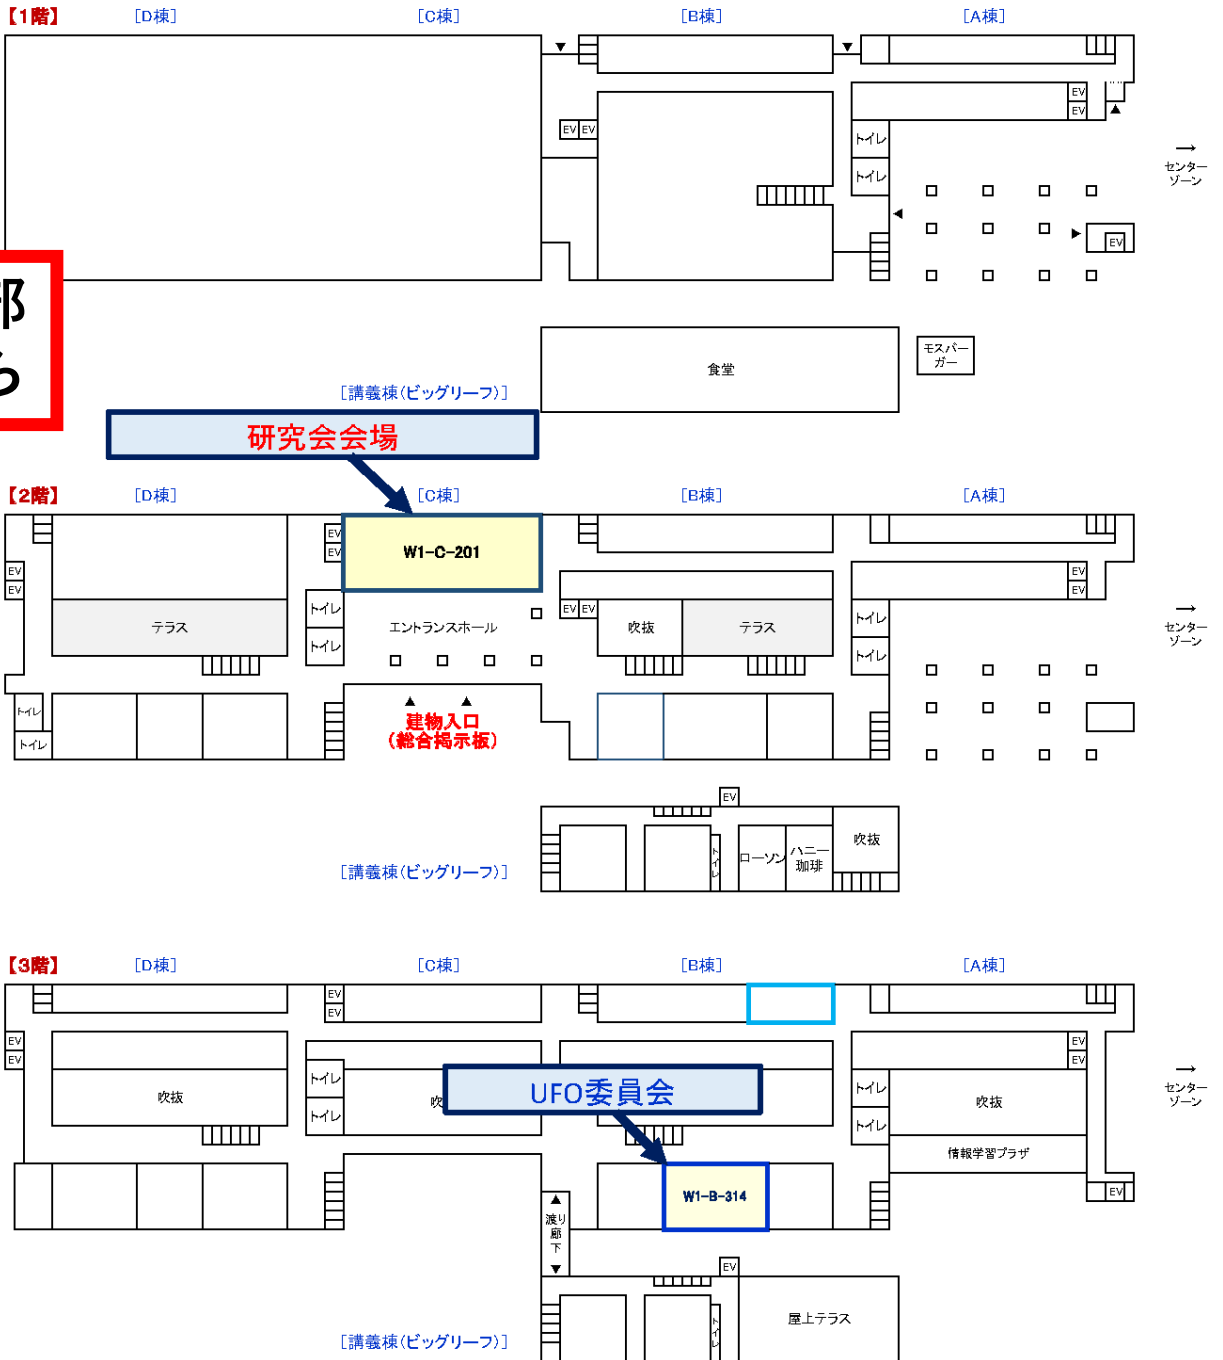 【1階】 [D棟] [C棟] [B棟] [A棟]
EV
EV
EV EV
トイレ
トイレ
→
センター
ゾーン
EV
部
ら
食堂
モスバー
ガー
[講義棟(ビッグリーフ)]
研究会会場
【2階】 [D棟] [C棟] [B棟] [A棟]
EV
EV
W1-C-201
EV
EV
EV
EV
トイレ
トイレ
テラス
エントランスホール
EV EV
吹抜
テラス
トイレ
トイレ
→
センター
ゾーン
トイレ
トイレ
建物入口
(総合掲示板)
EV
[講義棟(ビッグリーフ)]
トイレ
ローソン
ハニー
珈琲
吹抜
【3階】 [D棟] [C棟] [B棟] [A棟]
EV
EV
EV
EV
EV
EV
トイレ
トイレ
吹抜
吹
UFO委員会
トイレ
トイレ
吹抜
→
センター
ゾーン
情報学習プラザ
W1-B-314
EV
渡り
廊
下
EV
[講義棟(ビッグリーフ)]
トイレ
屋上テラス